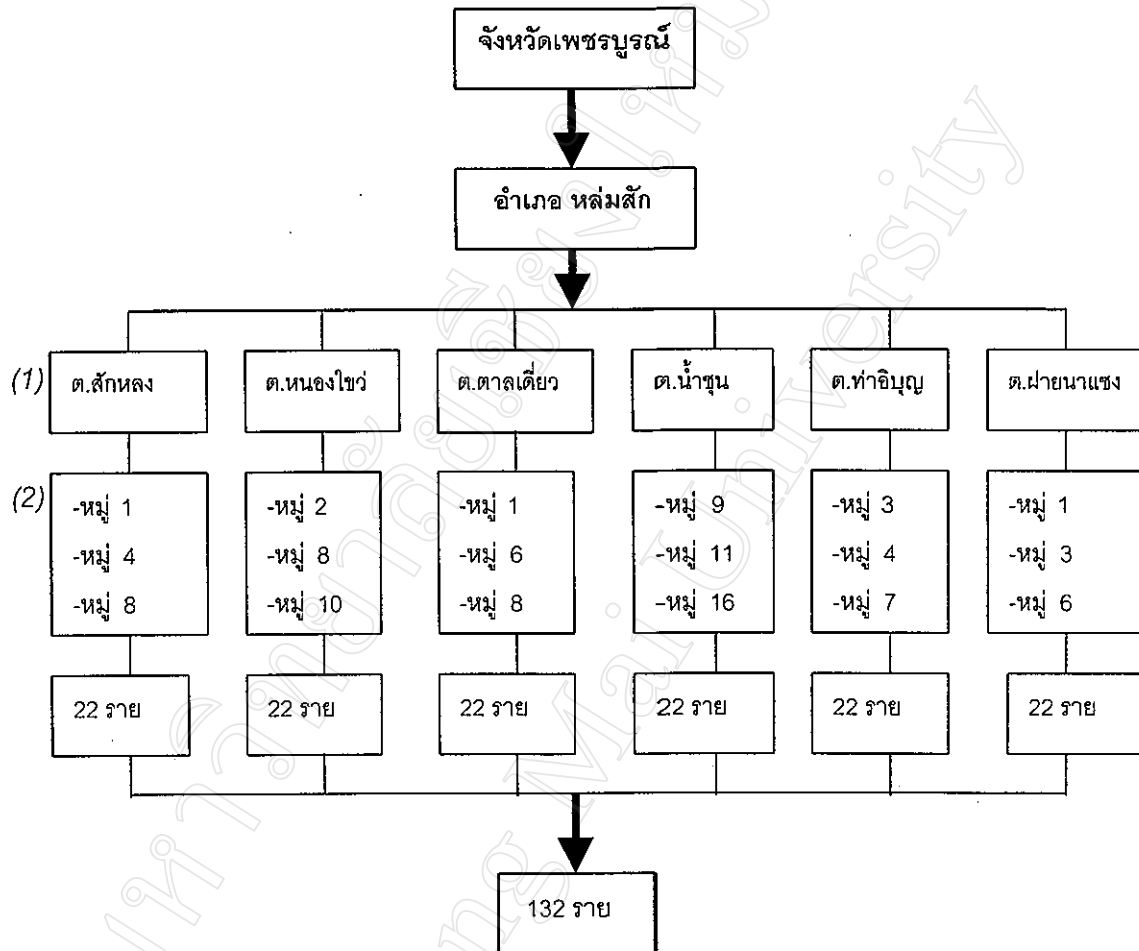 จังหวัดเพชรบูรณ์
อำเภอ หล่มสัก
(1) ต.สักหลง ต.หนองไขว่ ต.ตาลเดี่ยว ต.น้ำชุน ต.ท่าอิบุญ ต.ฝายนาแซง
(2) -หมู่ 1 -หมู่ 2 -หมู่ 1 -หมู่ 9 -หมู่ 3 -หมู่ 1
-หมู่ 4 -หมู่ 8 -หมู่ 6 -หมู่ 11 -หมู่ 4 -หมู่ 3
-หมู่ 8 -หมู่ 10 -หมู่ 8 -หมู่ 16 -หมู่ 7 -หมู่ 6
22 ราย 22 ราย 22 ราย 22 ราย 22 ราย 22 ราย
132 ราย
Mai University